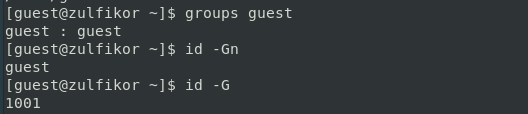 [guest@zulfikor ~]$ groups guest
guest : guest
[guest@zulfikor ~]$ id -Gn
guest
[guest@zulfikor ~]$ id -G
1001